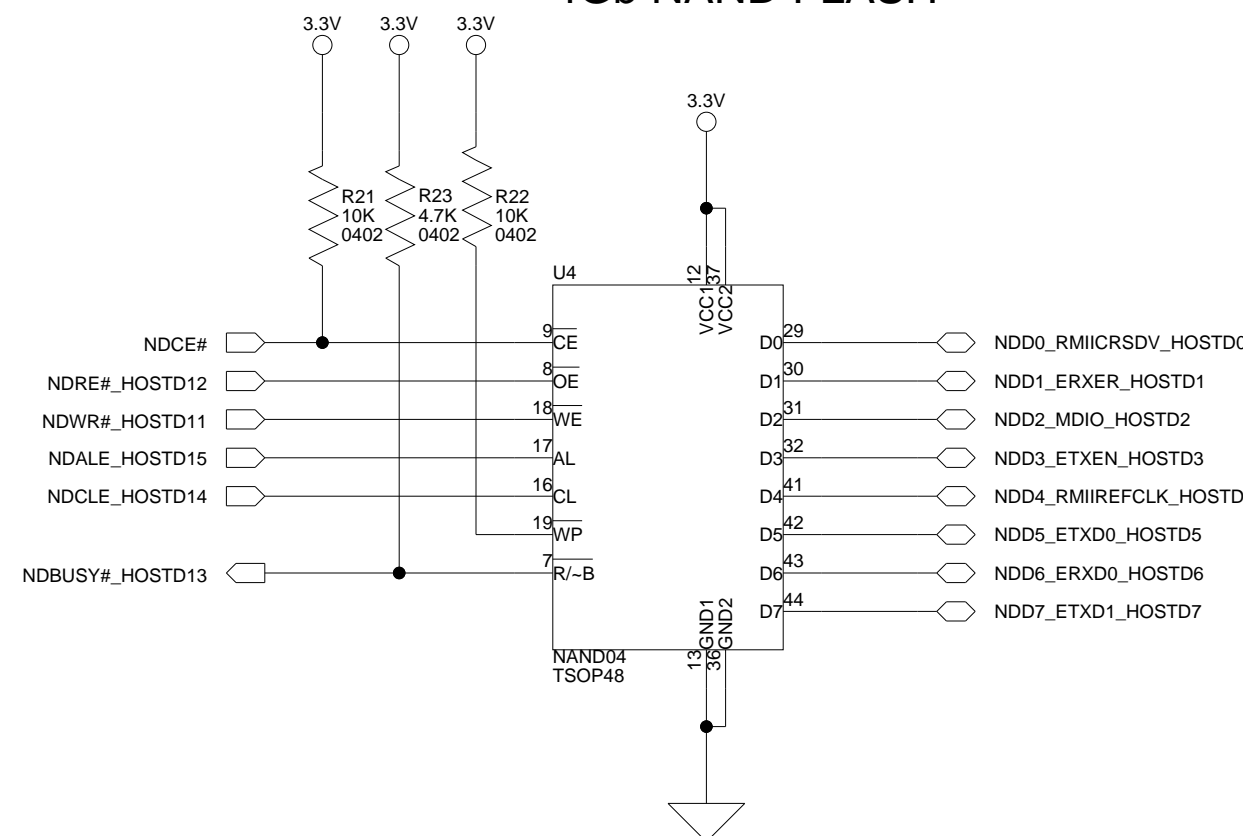 NAND FLASH
3.3V
3.3V
3.3V
3.3V
R21
10K
0402
R23
4.7K
0402
R22
10K
0402
U4
12
37
VCC1
VCC2
NDCE#
9
CE
NDRE#_HOSTD12
8
OE
NDWR#_HOSTD11
18
WE
NDALE_HOSTD15
17
AL
NDCLE_HOSTD14
16
CL
19
WP
NDBUSY#_HOSTD13
7
R/~B
D0
29
NDD0_RMIICRSDV_HOSTD0
D1
30
NDD1_ERXER_HOSTD1
D2
31
NDD2_MDIO_HOSTD2
D3
32
NDD3_ETXEN_HOSTD3
D4
41
NDD4_RMIIREFCLK_HOSTD
D5
42
NDD5_ETXD0_HOSTD5
D6
43
NDD6_ERXD0_HOSTD6
D7
44
NDD7_ETXD1_HOSTD7
GND1
GND2
13
36
NAND04
TSOP48